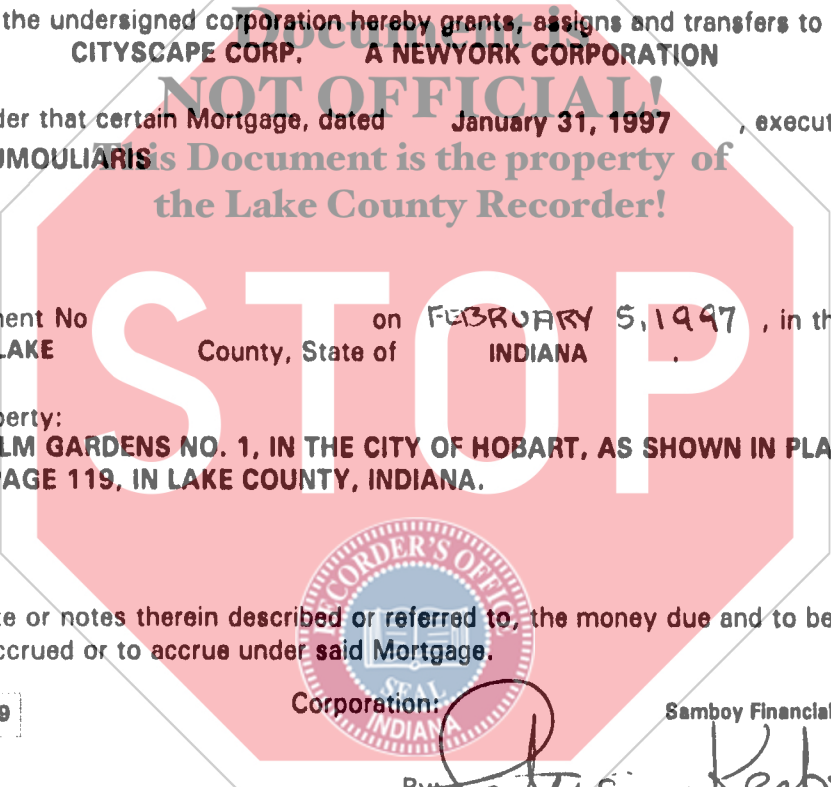 the undersigned corporation hereby grants, assigns and transfers to
Document is
CITYSCAPE CORP. A NEWYORK CORPORATION
NOT OFFICIAL!
der that certain Mortgage, dated January 31, 1997 , execut
UMOULIARIS
This Document is the property of
the Lake County Recorder!
STOP
ment No on FEBRUARY 5, 1997 , in th
LAKE County, State of INDIANA .
perty:
LM GARDENS NO. 1, IN THE CITY OF HOBART, AS SHOWN IN PLA
PAGE 119, IN LAKE COUNTY, INDIANA.
RECORDER'S OFFIC
te or notes therein described or referred to, the money due and to be
ccrued or to accrue under said Mortgage.
SEAL
INDIANA
9
Corporation: Samboy Financial
By: